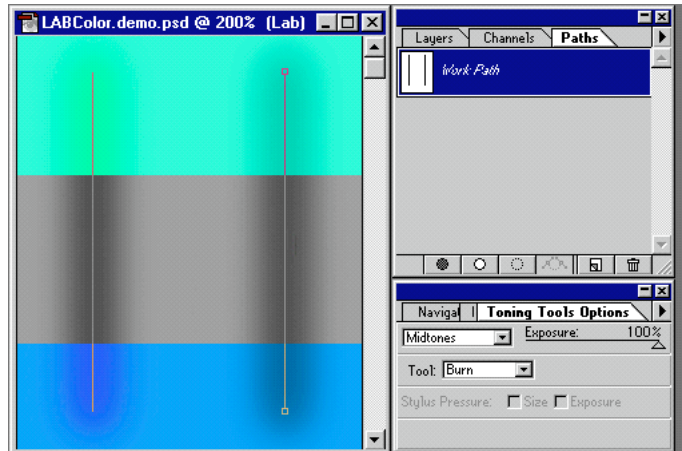 LABColor.demo.psd @ 200% (Lab)
Layers Channels Paths
Work Path
Navigat Toning Tools Options
Midtones Exposure: 100%
Tool: Burn
Stylus Pressure: Size Exposure